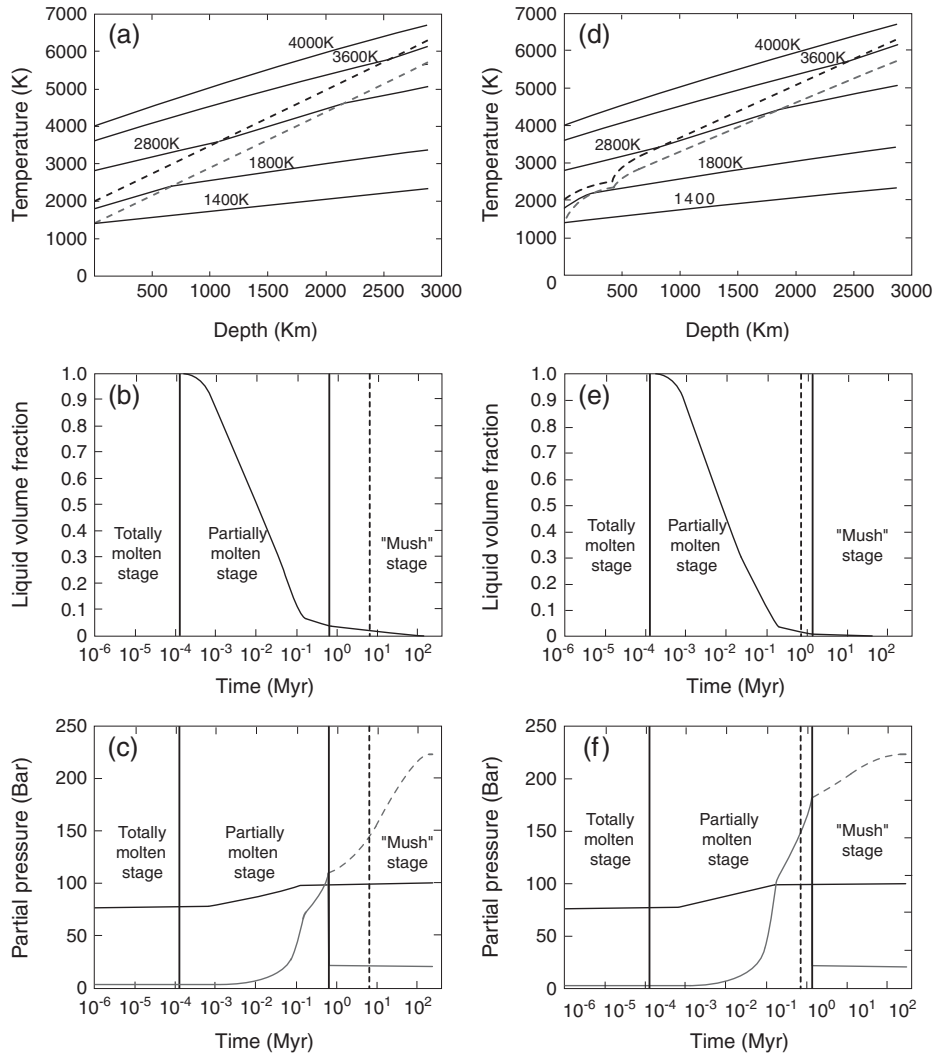 (a)
Temperature (K)
7000
6000
5000
4000
3000
2000
1000
0
4000K
3600K
2800K
1800K
1400K
500 1000 1500 2000 2500 3000
Depth (Km)
(d)
Temperature (K)
7000
6000
5000
4000
3000
2000
1000
0
4000K
3600K
2800K
1800K
1400
500 1000 1500 2000 2500 3000
Depth (Km)
(b)
Liquid volume fraction
1.0
0.9
0.8
0.7
0.6
0.5
0.4
0.3
0.2
0.1
0
Totally
molten
stage
Partially
molten
stage
"Mush"
stage
10-6 10-5 10-4 10-3 10-2 10-1 100 101 102
Time (Myr)
(e)
Liquid volume fraction
1.0
0.9
0.8
0.7
0.6
0.5
0.4
0.3
0.2
0.1
0
Totally
molten
stage
Partially
molten
stage
"Mush"
stage
10-6 10-5 10-4 10-3 10-2 10-1 100 101 102
Time (Myr)
(c)
Partial pressure (Bar)
250
200
150
100
50
0
Totally
molten
stage
Partially
molten
stage
"Mush"
stage
10-6 10-5 10-4 10-3 10-2 10-1 100 101 102
Time (Myr)
(f)
Partial pressure (Bar)
250
200
150
100
50
0
Totally
molten
stage
Partially
molten
stage
"Mush"
stage
10-6 10-5 10-4 10-3 10-2 10-1 100 101 102
Time (Myr)